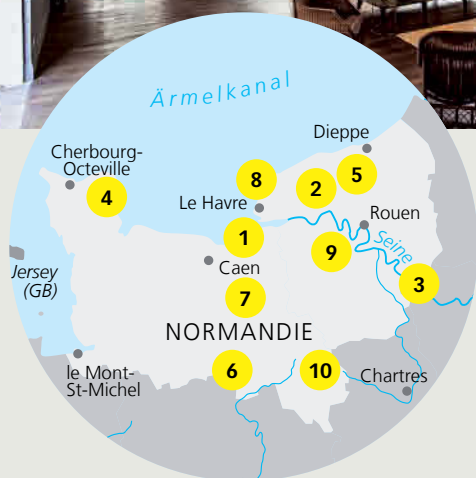 Ärmelkanal
Dieppe
Cherbourg-
Octeville
5
8
2
4
Le Havre
Rouen
1
Seine
9
Caen
Jersey
(GB)
3
7
NORMANDIE
le Mont-
St-Michel
6
10
Chartres